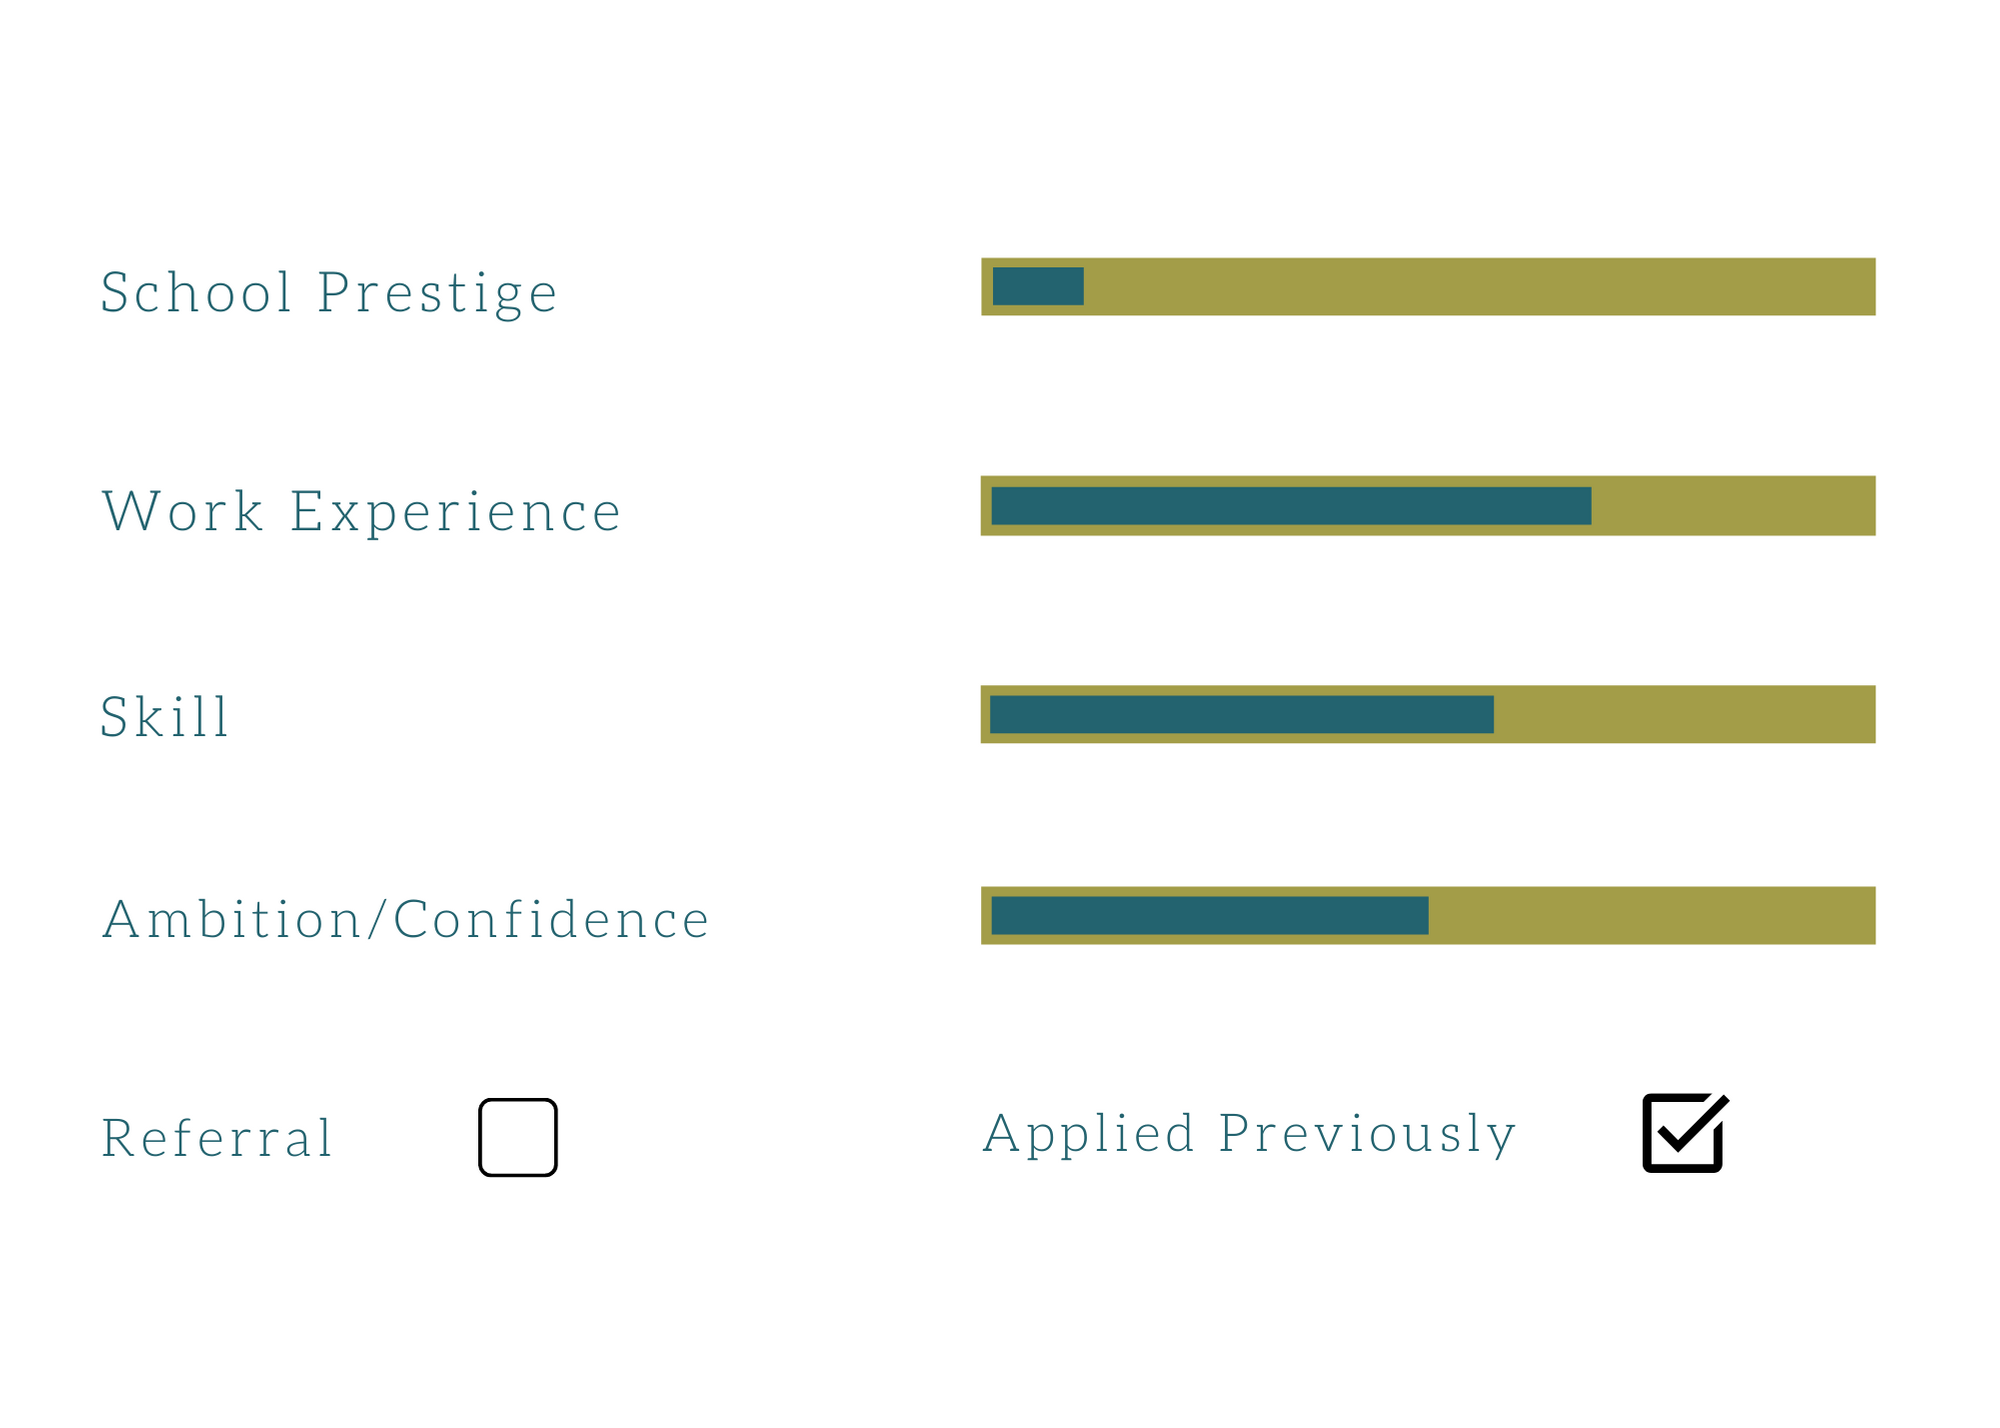 School Prestige
Work Experience
Skill
Ambition/Confidence
Referral
Applied Previously